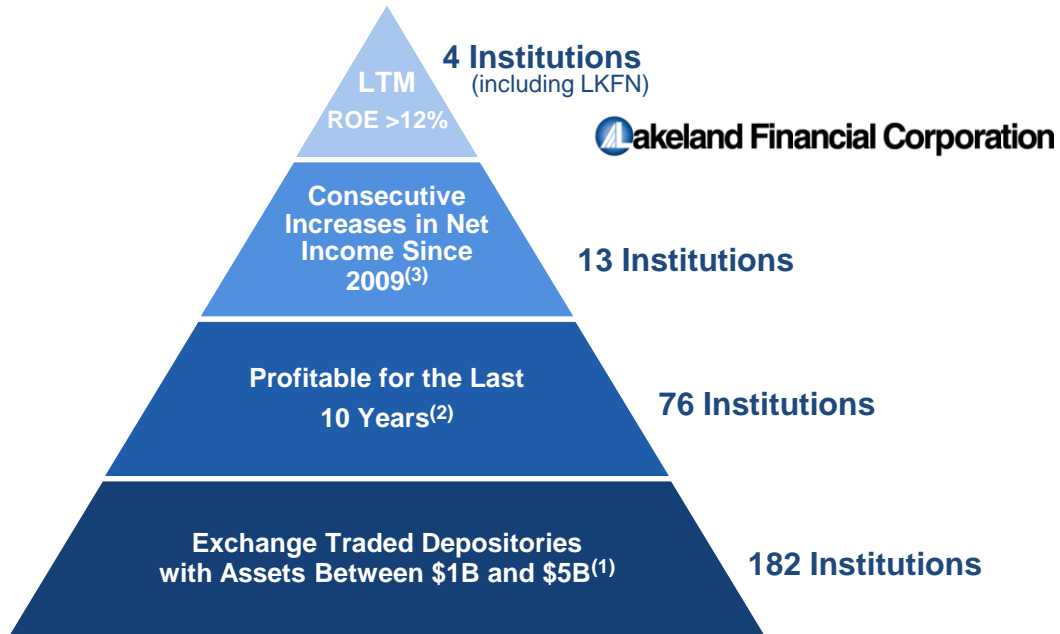 LTM
ROE >12%
4 Institutions
(including LKFN)
Lakeland Financial Corporation
Consecutive
Increases in Net
Income Since
2009(3)
13 Institutions
Profitable for the Last
10 Years(2)
76 Institutions
Exchange Traded Depositories
with Assets Between $1B and $5B(1)
182 Institutions